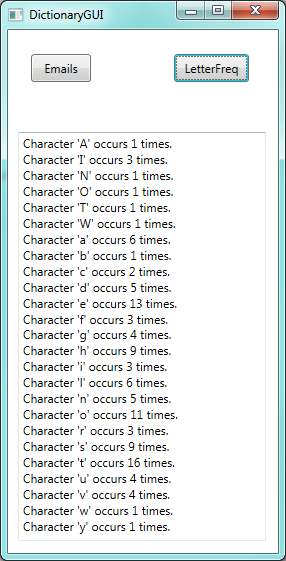 DictionaryGUI
Emails
LetterFreq
Character 'A' occurs 1 times.
Character 'I' occurs 3 times.
Character 'N' occurs 1 times.
Character 'O' occurs 1 times.
Character 'T' occurs 1 times.
Character 'W' occurs 1 times.
Character 'a' occurs 6 times.
Character 'b' occurs 1 times.
Character 'c' occurs 2 times.
Character 'd' occurs 5 times.
Character 'e' occurs 13 times.
Character 'f' occurs 3 times.
Character 'g' occurs 4 times.
Character 'h' occurs 9 times.
Character 'i' occurs 3 times.
Character 'l' occurs 6 times.
Character 'n' occurs 5 times.
Character 'o' occurs 11 times.
Character 'r' occurs 3 times.
Character 's' occurs 9 times.
Character 't' occurs 16 times.
Character 'u' occurs 4 times.
Character 'v' occurs 4 times.
Character 'w' occurs 1 times.
Character 'y' occurs 1 times.